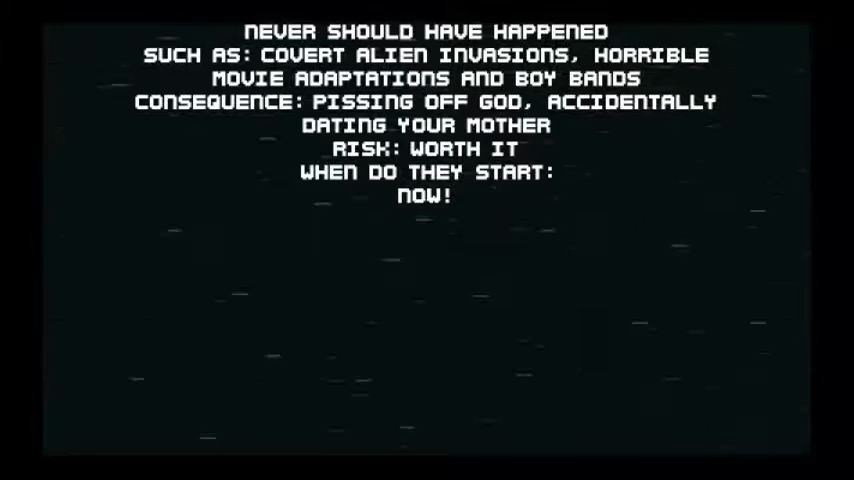 NEVER SHOULD HAVE HAPPENED
SUCH AS: COVERT ALIEN INVASIONS, HORRIBLE
MOVIE ADAPTATIONS AND BOY BANDS
CONSEQUENCE: PISSING OFF GOD, ACCIDENTALLY
DATING YOUR MOTHER
RISK: WORTH IT
WHEN DO THEY START:
NOW!